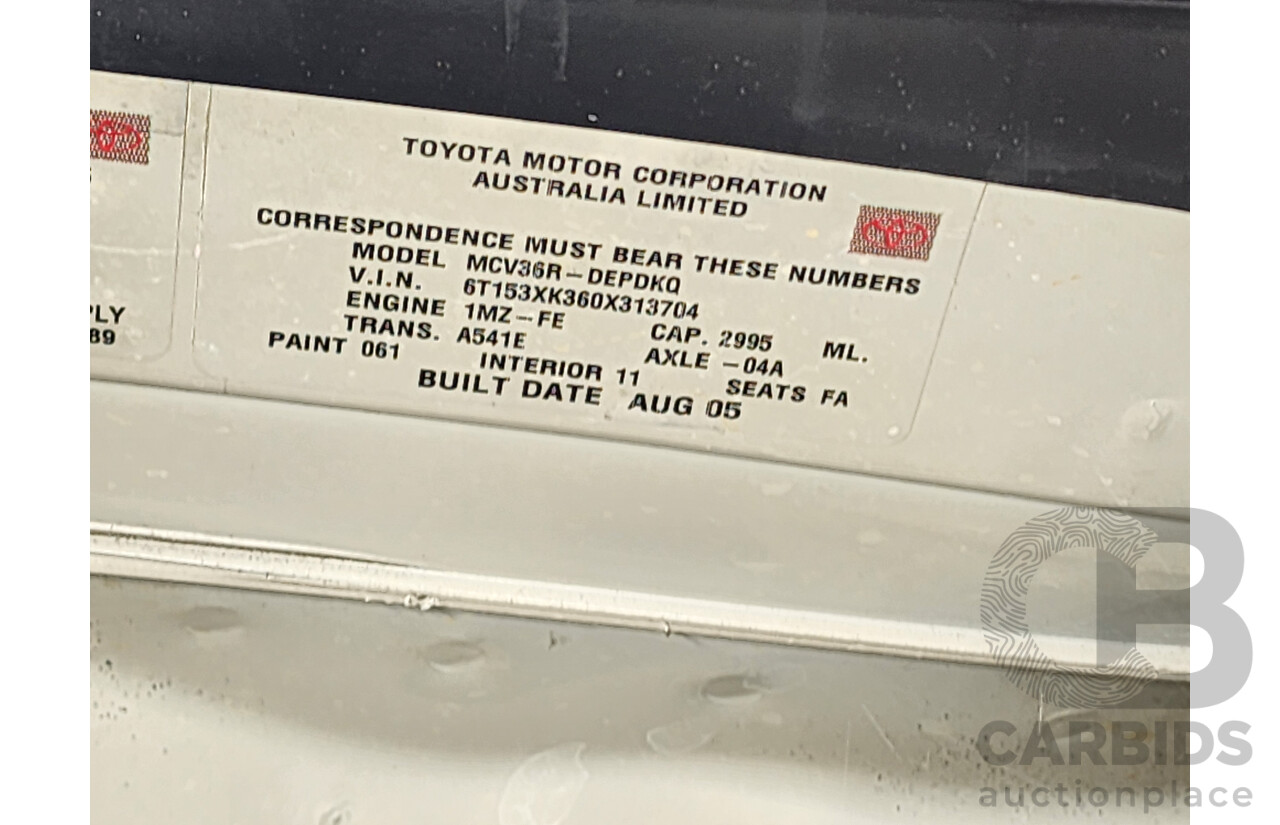 TOYOTA MOTOR CORPORATION
AUSTRALIA LIMITED
CORRESPONDENCE MUST BEAR THESE NUMBERS
MODEL MCV36R-DEPDKQ
V.I.N. 6T153XK360X313704
ENGINE 1MZ-FE CAP. 2995 ML.
TRANS. A541E AXLE -04A
PAINT 061 INTERIOR 11 SEATS FA
BUILT DATE AUG 05
PLY
89
CB
CARBIDS
auctionplace